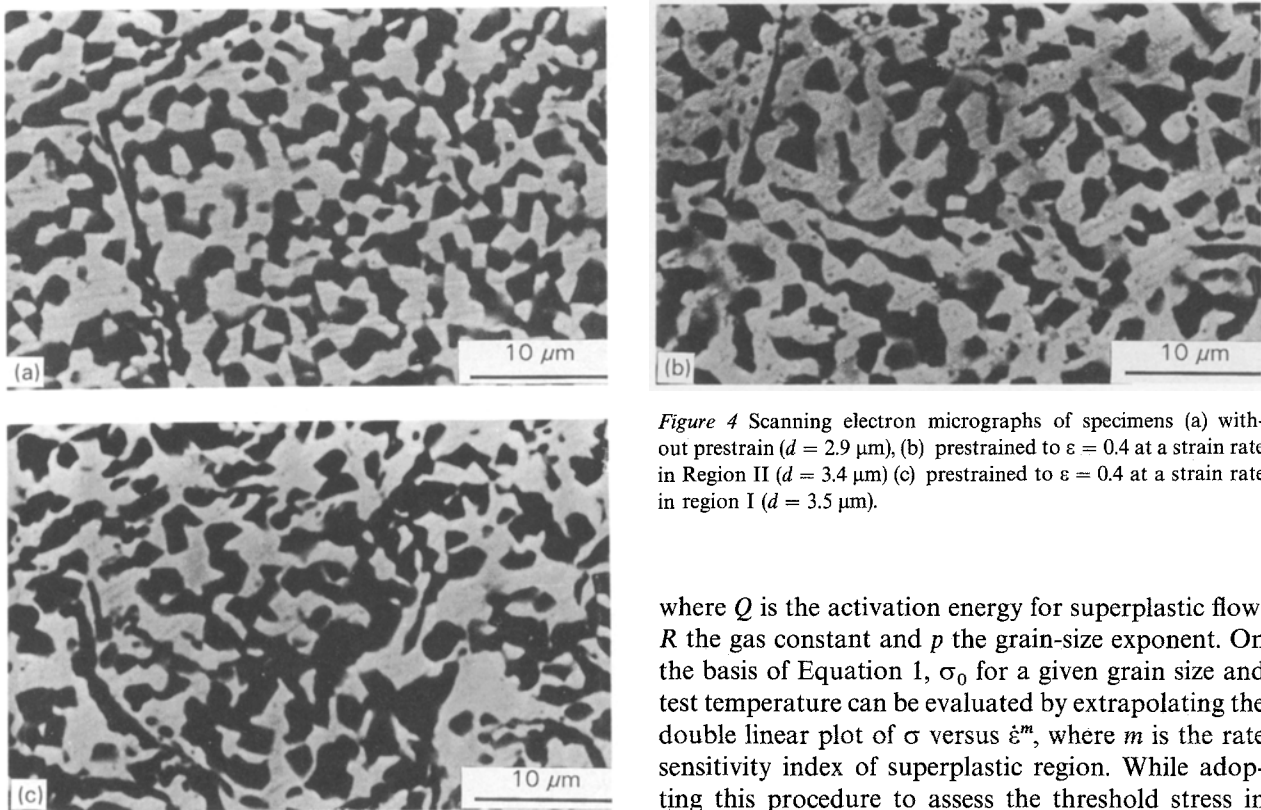 (a)
10 μm
(b)
10 μm
Figure 4 Scanning electron micrographs of specimens (a) with-
out prestrain (d = 2.9 μm), (b) prestrained to ε = 0.4 at a strain rate
in Region II (d = 3.4 μm) (c) prestrained to ε = 0.4 at a strain rate
in region I (d = 3.5 μm).
(c)
10 μm
where Q is the activation energy for superplastic flow
R the gas constant and p the grain-size exponent. On
the basis of Equation 1, σ₀ for a given grain size and
test temperature can be evaluated by extrapolating the
double linear plot of σ versus ε̇ᵐ, where m is the rate
sensitivity index of superplastic region. While adop-
ting this procedure to assess the threshold stress in